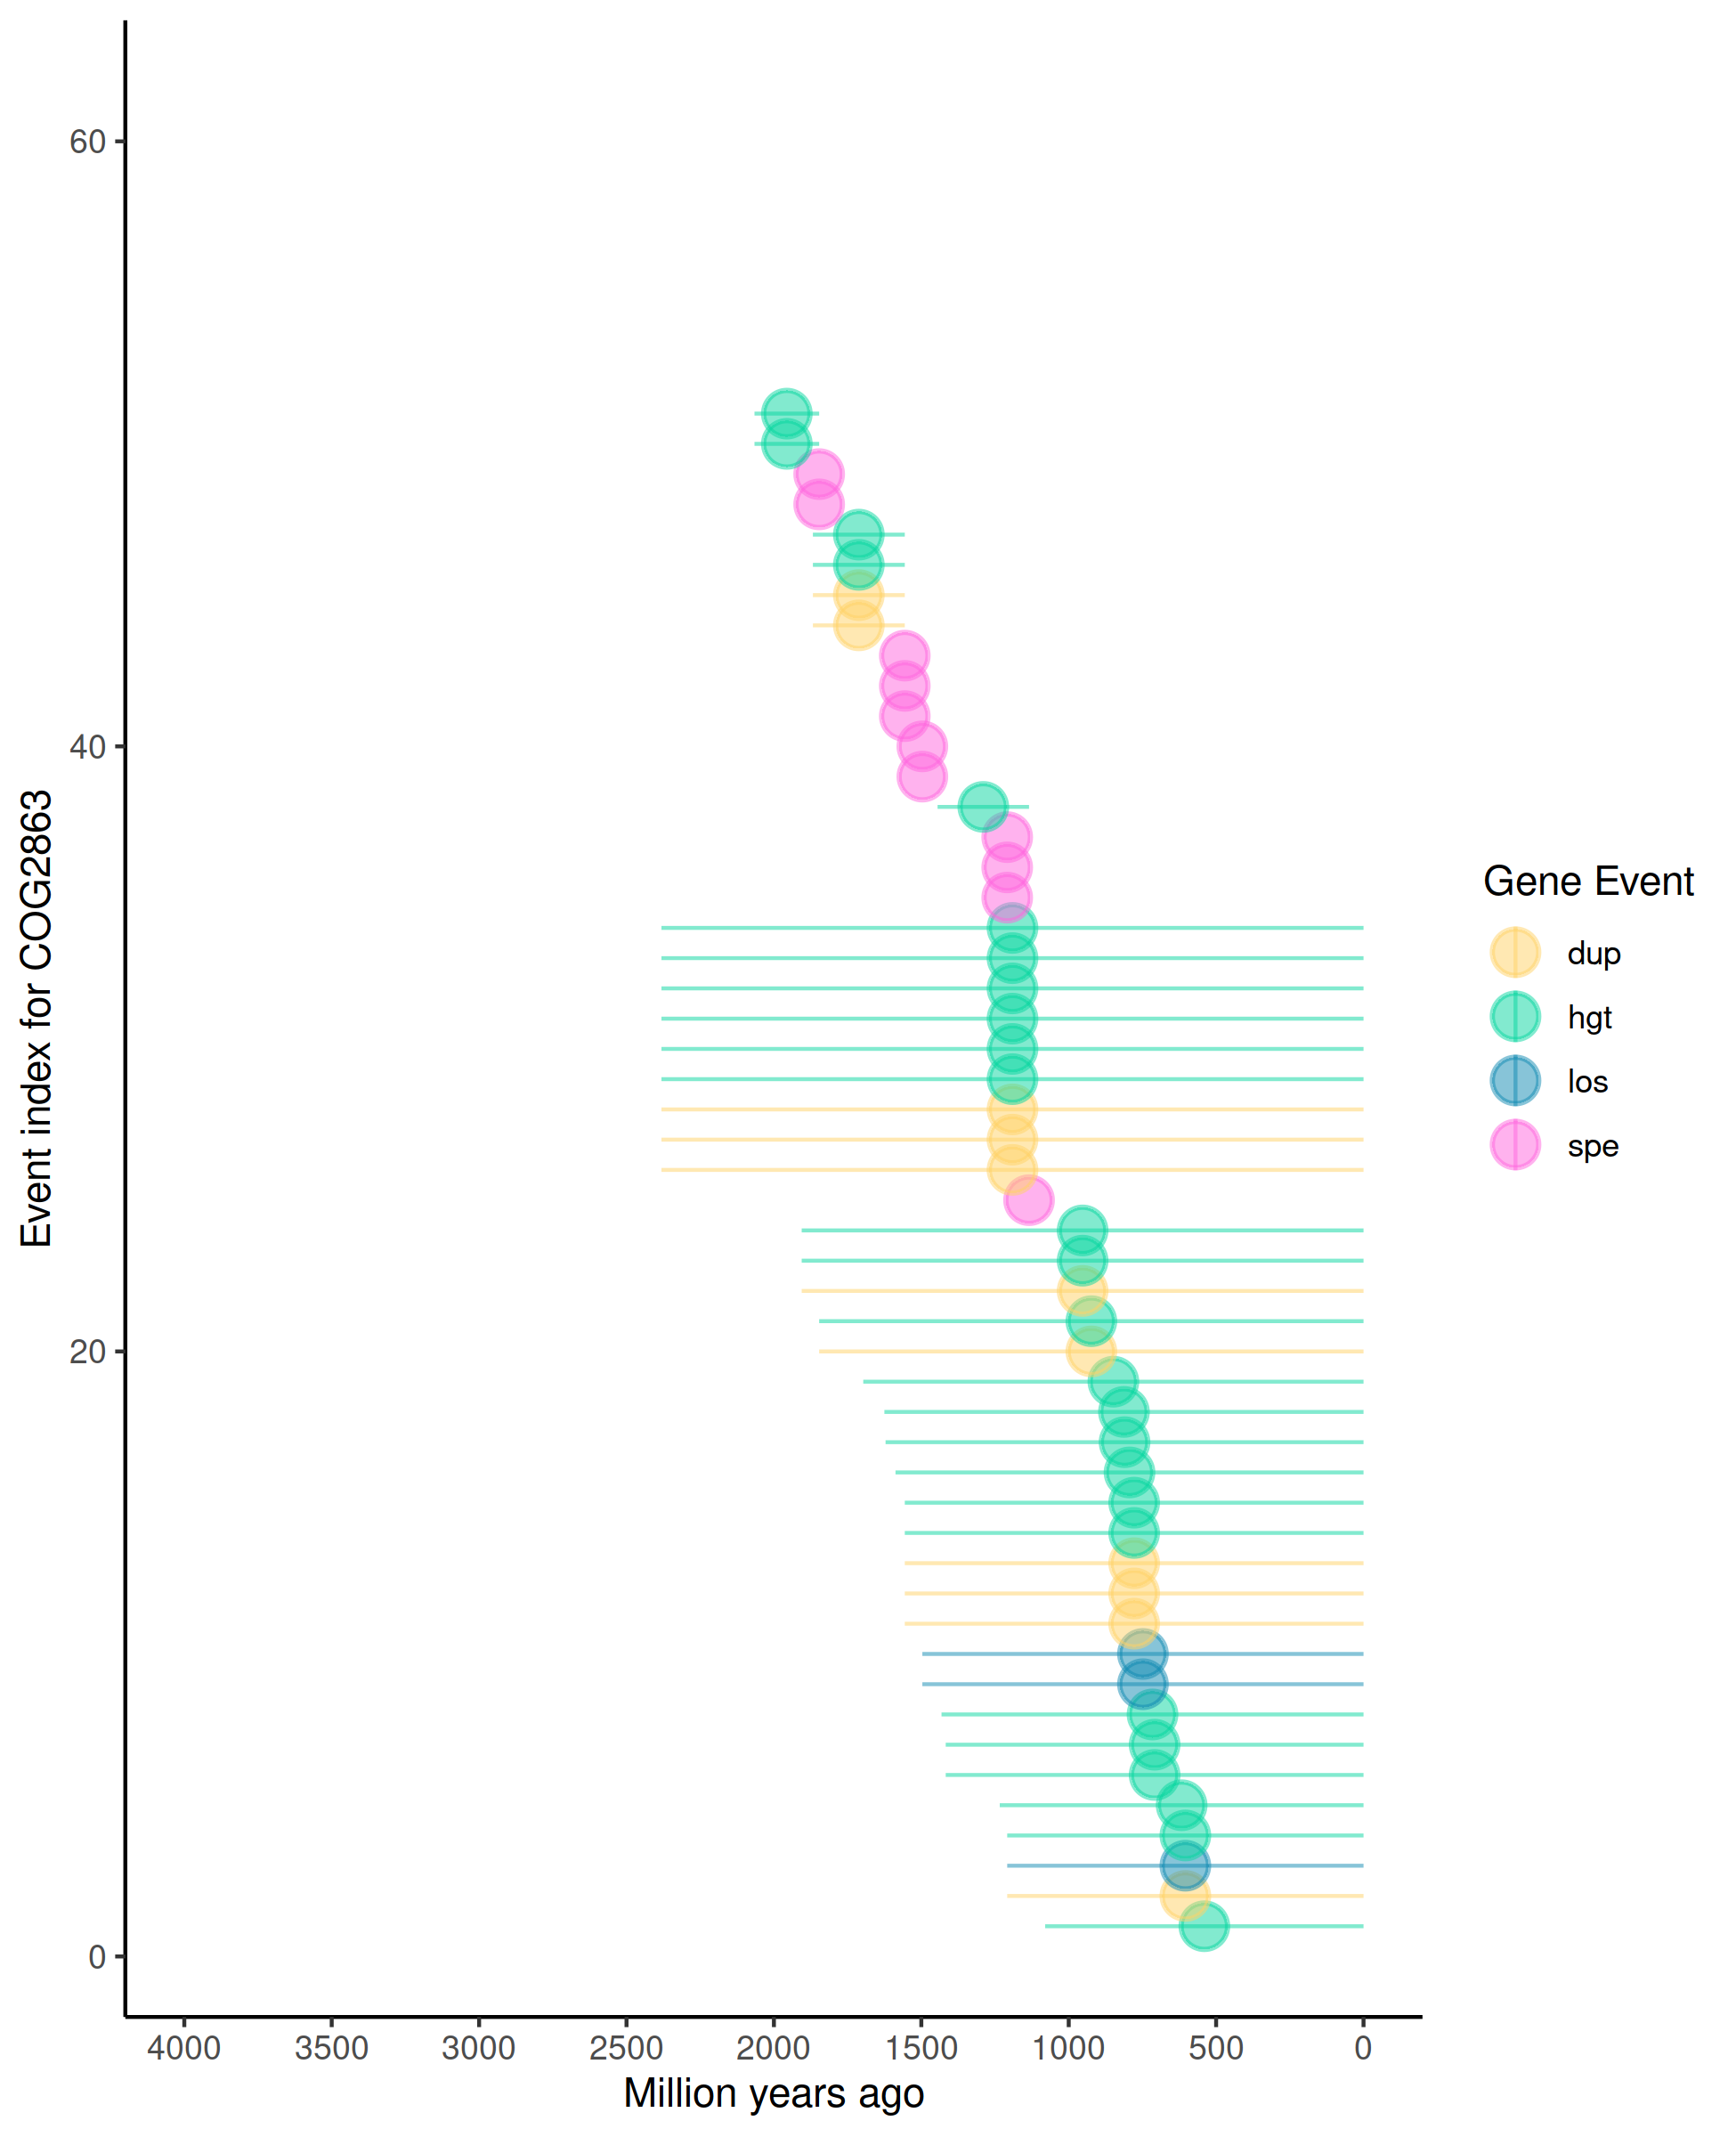 60
40
20
0
Event index for COG2863
4000 3500 3000 2500 2000 1500 1000 500 0
Million years ago
Gene Event
dup
hgt
los
spe